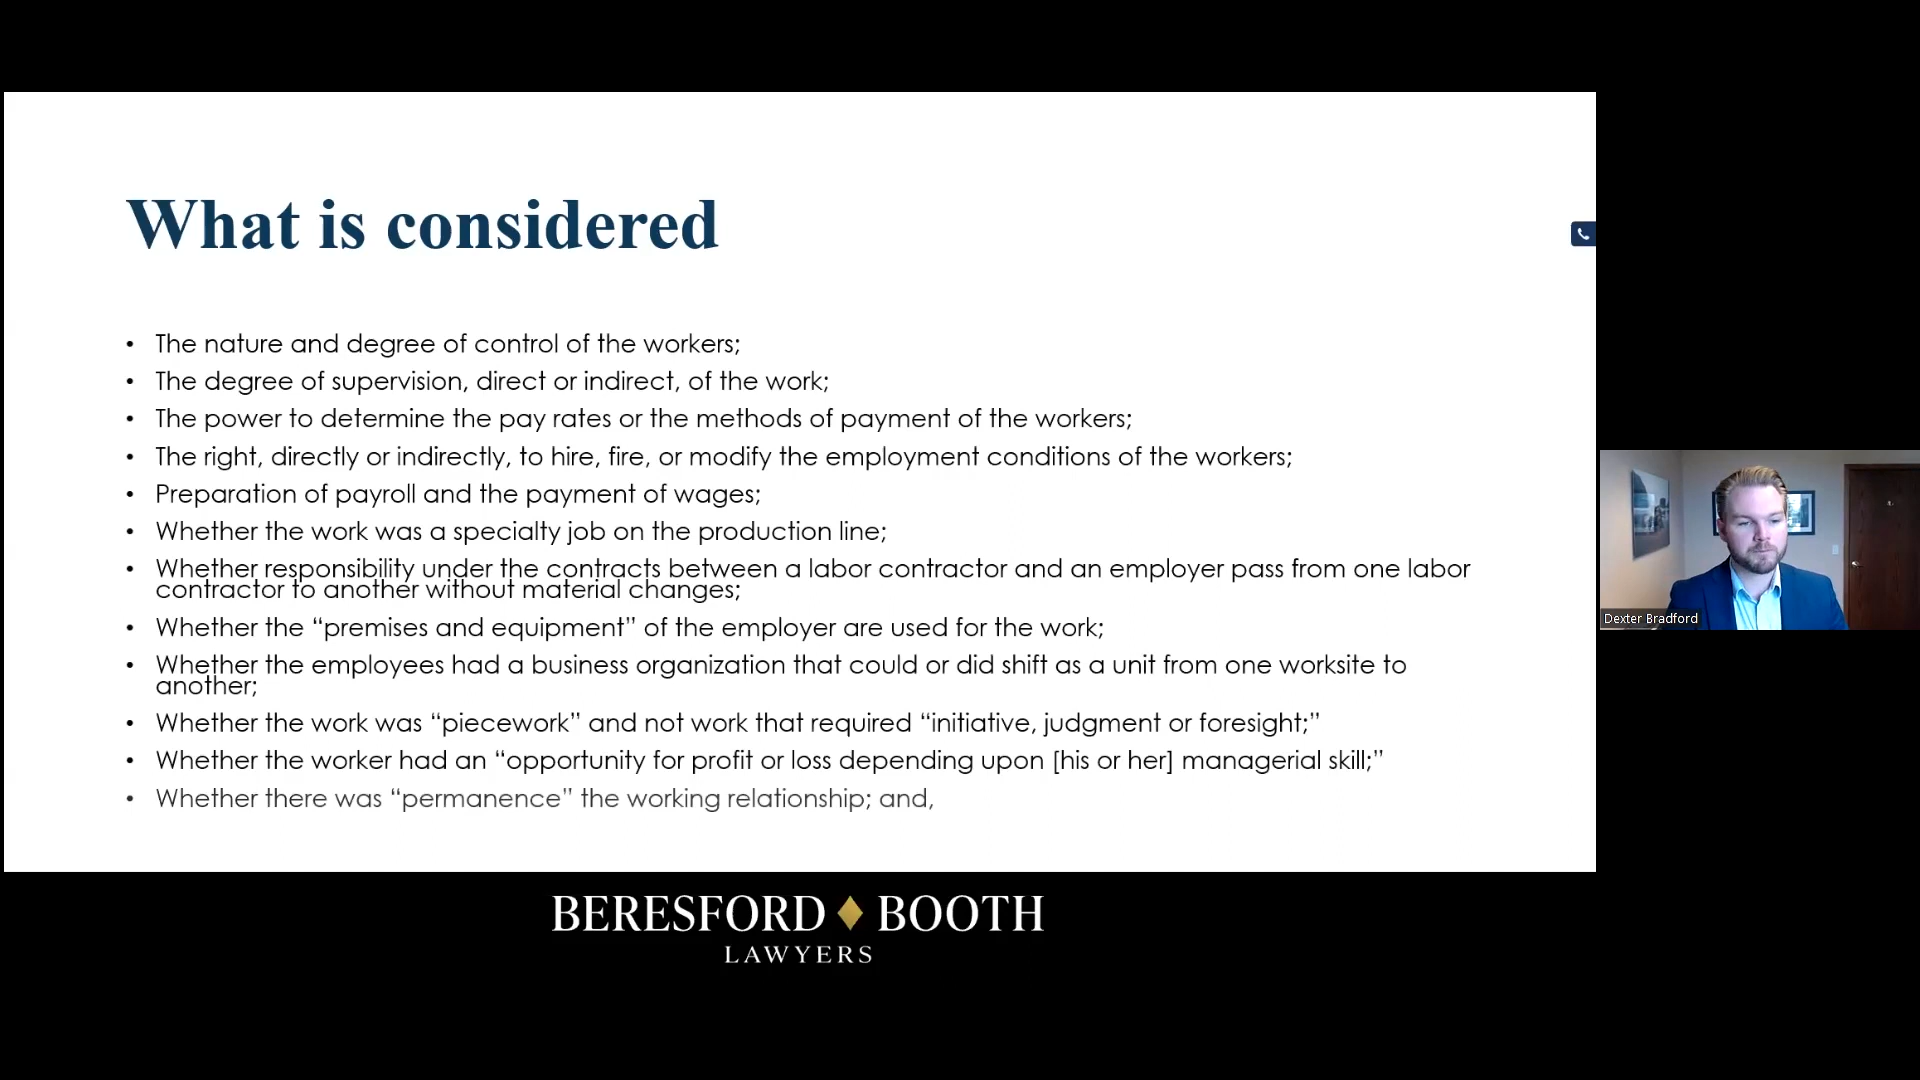 What is considered
• The nature and degree of control of the workers;
• The degree of supervision, direct or indirect, of the work;
• The power to determine the pay rates or the methods of payment of the workers;
• The right, directly or indirectly, to hire, fire, or modify the employment conditions of the workers;
• Preparation of payroll and the payment of wages;
• Whether the work was a specialty job on the production line;
• Whether responsibility under the contracts between a labor contractor and an employer pass from one labor
contractor to another without material changes;
• Whether the “premises and equipment” of the employer are used for the work;
• Whether the employees had a business organization that could or did shift as a unit from one worksite to
another;
• Whether the work was “piecework” and not work that required “initiative, judgment or foresight;”
• Whether the worker had an “opportunity for profit or loss depending upon [his or her] managerial skill;”
• Whether there was “permanence” the working relationship; and,
Dexter Bradford
BERESFORD BOOTH
LAWYERS